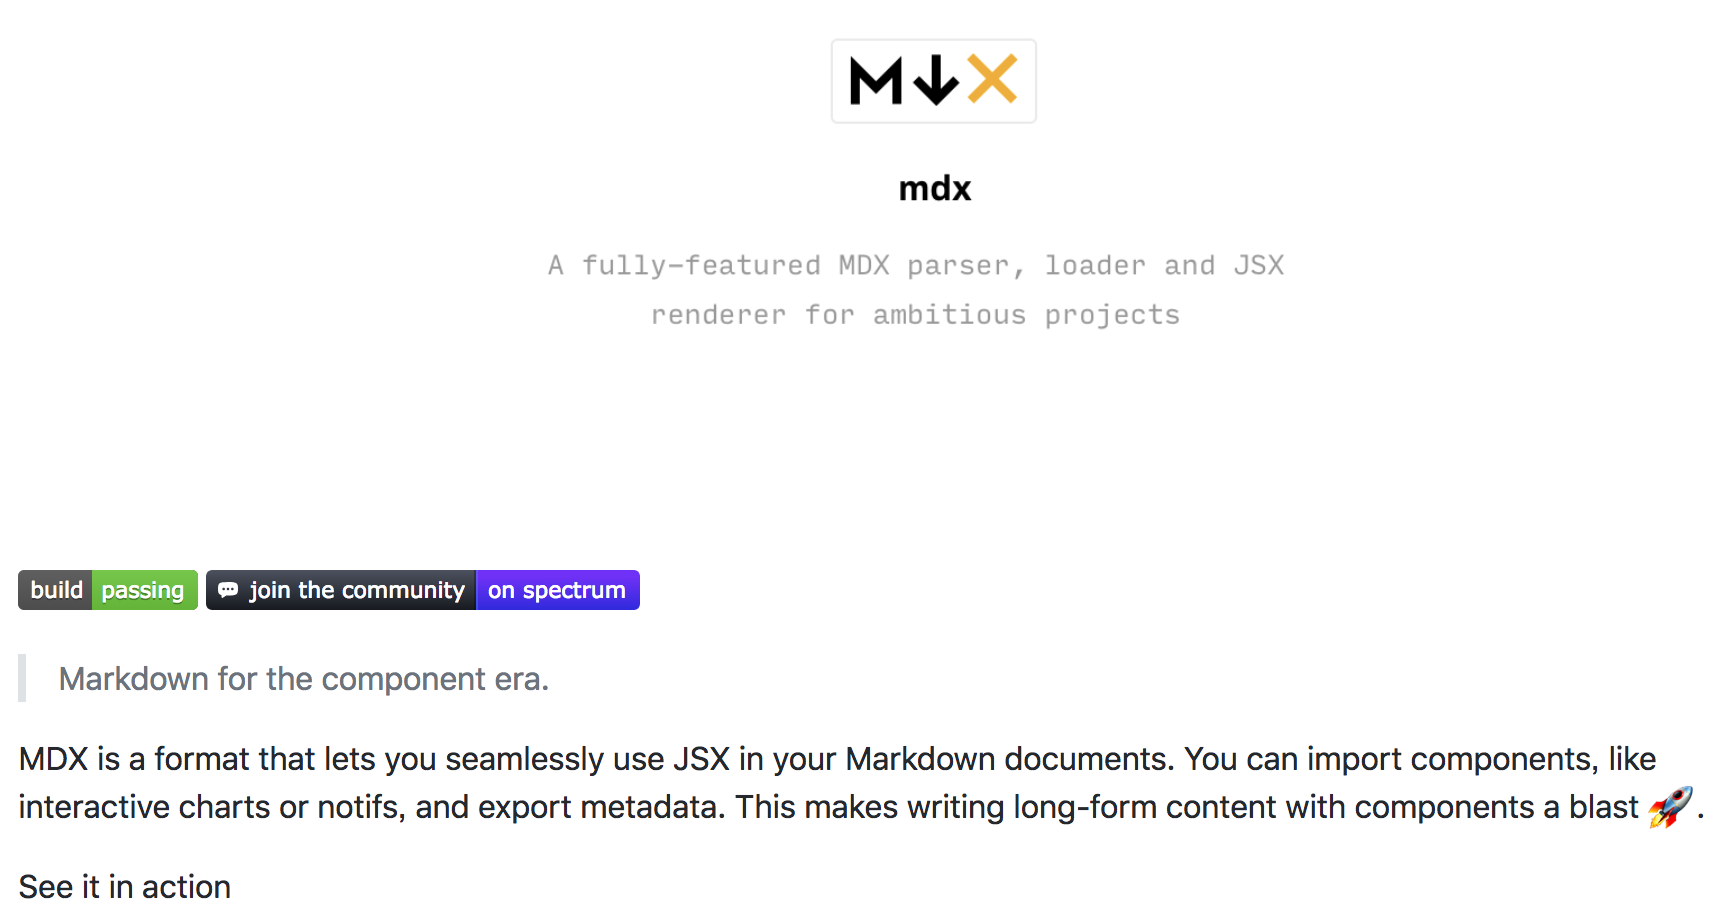 M↓X
mdx
A fully-featured MDX parser, loader and JSX
renderer for ambitious projects
build passing join the community on spectrum
Markdown for the component era.
MDX is a format that lets you seamlessly use JSX in your Markdown documents. You can import components, like
interactive charts or notifs, and export metadata. This makes writing long-form content with components a blast 🚀.
See it in action